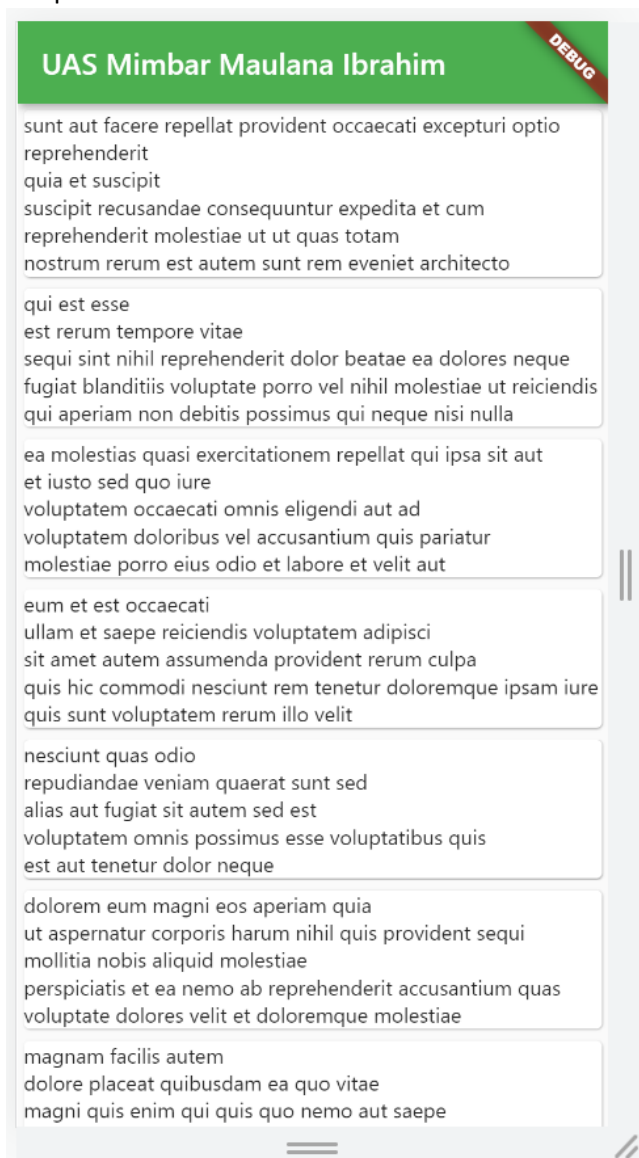 UAS Mimbar Maulana Ibrahim
DEBUG
sunt aut facere repellat provident occaecati excepturi optio
reprehenderit
quia et suscipit
suscipit recusandae consequuntur expedita et cum
reprehenderit molestiae ut ut quas totam
nostrum rerum est autem sunt rem eveniet architecto
qui est esse
est rerum tempore vitae
sequi sint nihil reprehenderit dolor beatae ea dolores neque
fugiat blanditiis voluptate porro vel nihil molestiae ut reiciendis
qui aperiam non debitis possimus qui neque nisi nulla
ea molestias quasi exercitationem repellat qui ipsa sit aut
et iusto sed quo iure
voluptatem occaecati omnis eligendi aut ad
voluptatem doloribus vel accusantium quis pariatur
molestiae porro eius odio et labore et velit aut
eum et est occaecati
ullam et saepe reiciendis voluptatem adipisci
sit amet autem assumenda provident rerum culpa
quis hic commodi nesciunt rem tenetur doloremque ipsam iure
quis sunt voluptatem rerum illo velit
nesciunt quas odio
repudiandae veniam quaerat sunt sed
alias aut fugiat sit autem sed est
voluptatem omnis possimus esse voluptatibus quis
est aut tenetur dolor neque
dolorem eum magni eos aperiam quia
ut aspernatur corporis harum nihil quis provident sequi
mollitia nobis aliquid molestiae
perspiciatis et ea nemo ab reprehenderit accusantium quas
voluptate dolores velit et doloremque molestiae
magnam facilis autem
dolore placeat quibusdam ea quo vitae
magni quis enim qui quis quo nemo aut saepe